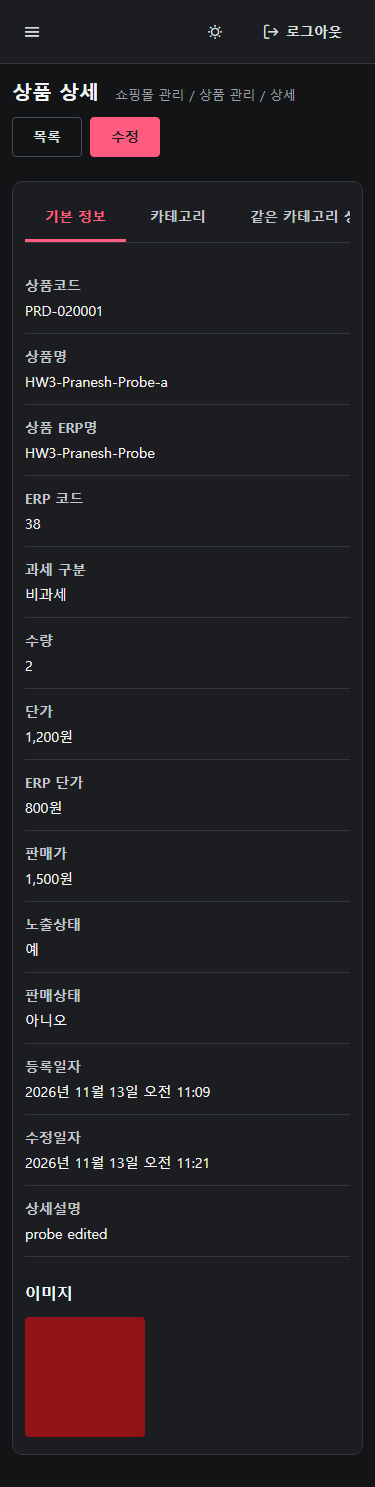 로그아웃
상품 상세 쇼핑몰 관리 / 상품 관리 / 상세
목록 수정
기본 정보 카테고리 같은 카테고리
상품코드
PRD-020001
상품명
HW3-Pranesh-Probe-a
상품 ERP명
HW3-Pranesh-Probe
ERP 코드
38
과세 구분
비과세
수량
2
단가
1,200원
ERP 단가
800원
판매가
1,500원
노출상태
예
판매상태
아니오
등록일자
2026년 11월 13일 오전 11:09
수정일자
2026년 11월 13일 오전 11:21
상세설명
probe edited
이미지